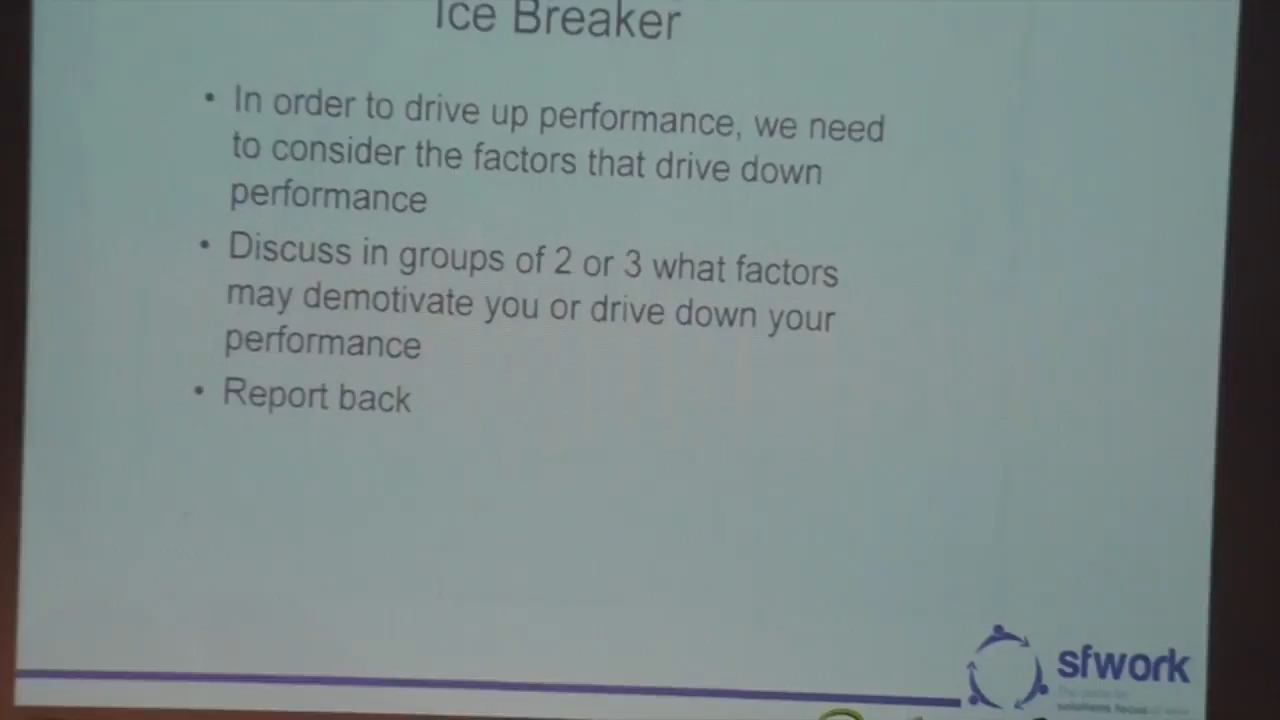 Ice Breaker
• In order to drive up performance, we need
to consider the factors that drive down
performance
• Discuss in groups of 2 or 3 what factors
may demotivate you or drive down your
performance
• Report back
sfwork
solutions focus